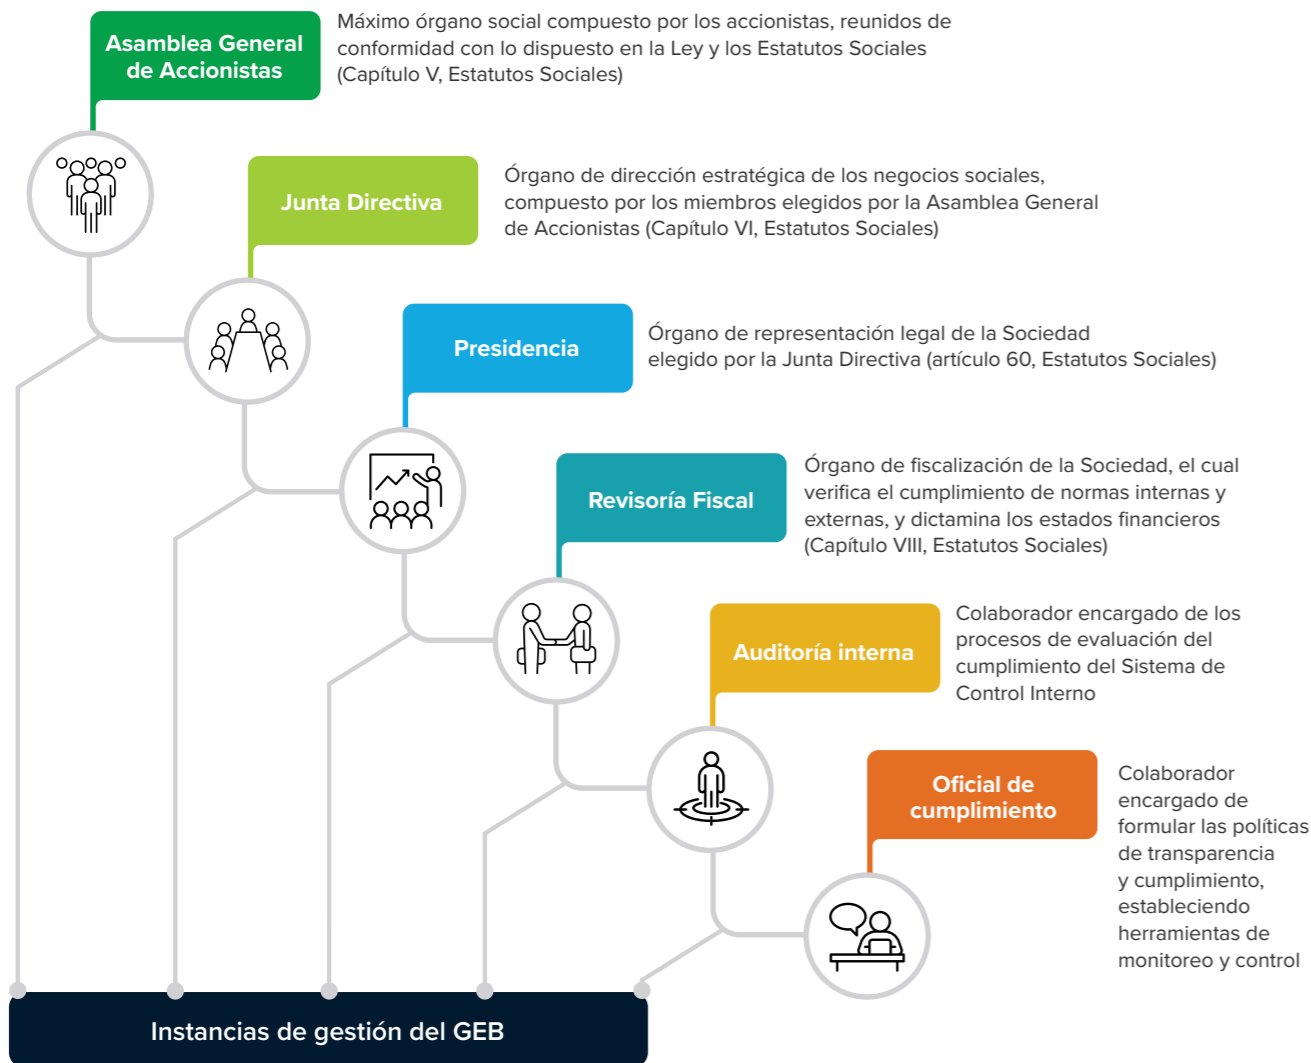 Asamblea General
de Accionistas
Máximo órgano social compuesto por los accionistas, reunidos de
conformidad con lo dispuesto en la Ley y los Estatutos Sociales
(Capítulo V, Estatutos Sociales)
Junta Directiva
Órgano de dirección estratégica de los negocios sociales,
compuesto por los miembros elegidos por la Asamblea General
de Accionistas (Capítulo VI, Estatutos Sociales)
Presidencia
Órgano de representación legal de la Sociedad
elegido por la Junta Directiva (artículo 60, Estatutos Sociales)
Revisoría Fiscal
Órgano de fiscalización de la Sociedad, el cual
verifica el cumplimiento de normas internas y
externas, y dictamina los estados financieros
(Capítulo VIII, Estatutos Sociales)
Auditoría interna
Colaborador encargado de los
procesos de evaluación del
cumplimiento del Sistema de
Control Interno
Oficial de
cumplimiento
Colaborador
encargado de
formular las políticas
de transparencia
y cumplimiento,
estableciendo
herramientas de
monitoreo y control
Instancias de gestión del GEB